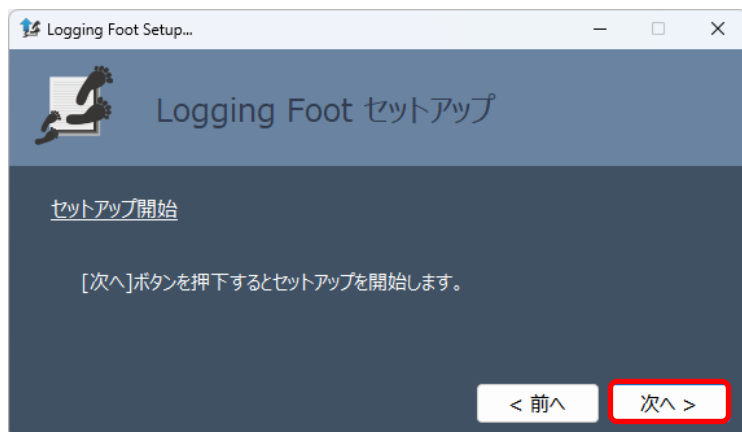 Logging Foot Setup...
Logging Foot セットアップ
セットアップ開始
[次へ]ボタンを押下するとセットアップを開始します。
< 前へ
次へ >